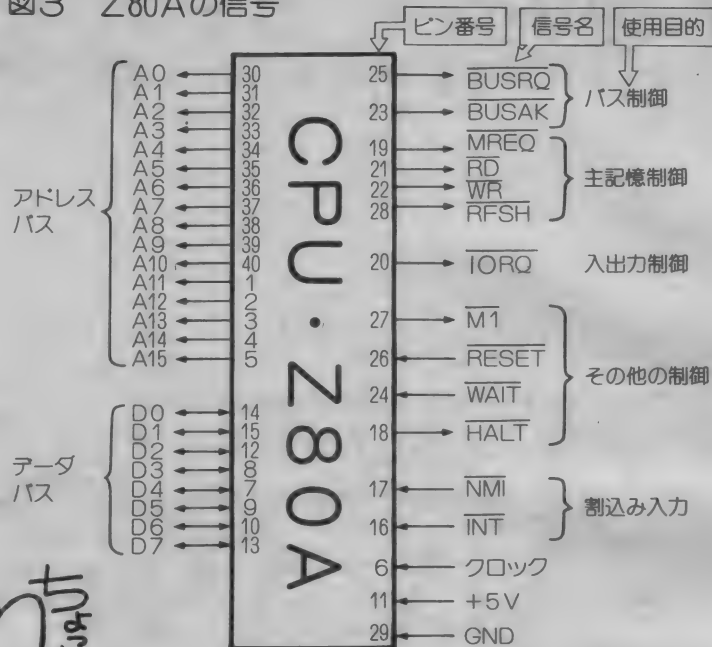 図3 Z80Aの信号
ピン番号 信号名 使用目的
アドレス
バス
A0 30
A1 31
A2 32
A3 33
A4 34
A5 35
A6 36
A7 37
A8 38
A9 39
A10 40
A11 1
A12 2
A13 3
A14 4
A15 5
データ
バス
D0 14
D1 15
D2 12
D3 8
D4 7
D5 9
D6 10
D7 13
CPU・Z80A
25 BUSRQ
23 BUSAK
バス制御
19 MREQ
21 RD
22 WR
28 RFSH
主記憶制御
20 IORQ 入出力制御
27 M1
26 RESET
24 WAIT
18 HALT
その他の制御
17 NMI
16 INT
割込み入力
6 クロック
11 +5V
29 GND